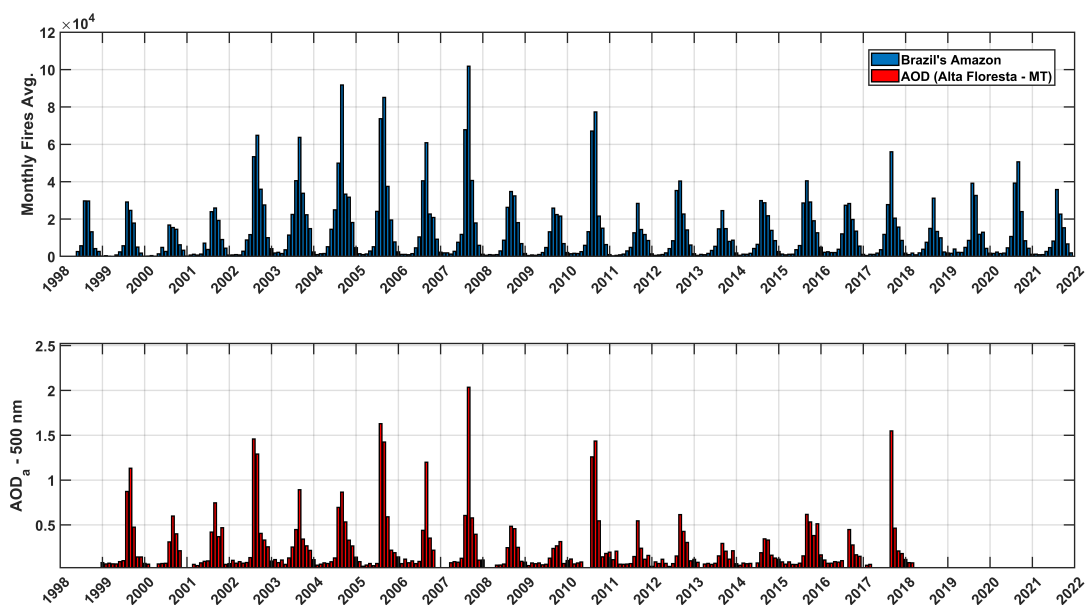 ×10⁴
12
10
8
6
4
2
0
Monthly Fires Avg.
Brazil's Amazon
AOD (Alta Floresta - MT)
1998 1999 2000 2001 2002 2003 2004 2005 2006 2007 2008 2009 2010 2011 2012 2013 2014 2015 2016 2017 2018 2019 2020 2021 2022
2.5
2
1.5
1
0.5
AODₐ - 500 nm
1998 1999 2000 2001 2002 2003 2004 2005 2006 2007 2008 2009 2010 2011 2012 2013 2014 2015 2016 2017 2018 2019 2020 2021 2022